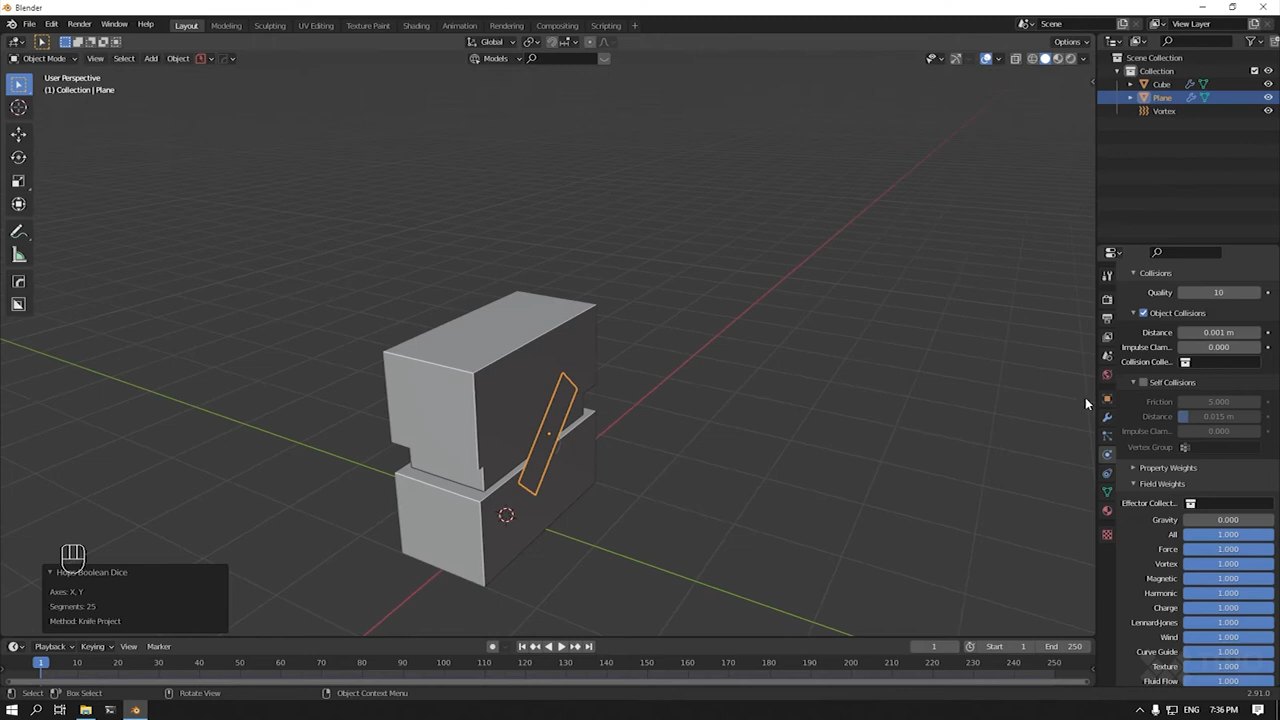 Blender
File Edit Render Window Help
Layout Modeling Sculpting UV Editing Texture Paint Shading Animation Rendering Compositing Scripting +
Scene
View Layer
Global
Options
Object Mode View Select Add Object
Models
User Perspective
(1) Collection | Plane
Scene Collection
Collection
Cube
Plane
Vortex
Collisions
Quality 10
Object Collisions
Distance 0.001 m
Impulse Clam... 0.000
Collision Colle...
Self Collisions
Friction 5.000
Distance 0.015 m
Impulse Clam... 0.000
Vertex Group
Property Weights
Field Weights
Effector Collect...
Gravity 0.000
All 1.000
Force 1.000
Vortex 1.000
Magnetic 1.000
Harmonic 1.000
Charge 1.000
Lennard-Jones 1.000
Wind 1.000
Curve Guide 1.000
Texture 1.000
Fluid Flow 1.000
Hops Boolean Dice
Axes: X, Y
Segments: 25
Method: Knife Project
Playback Keying View Marker
1 Start 1 End 250
1 10 20 30 40 50 60 70 80 90 100 110 120 130 140 150 160 170 180 190 200 210 220 230 240 250
Select Box Select Rotate View Object Context Menu
2.91.0
ENG 7:36 PM